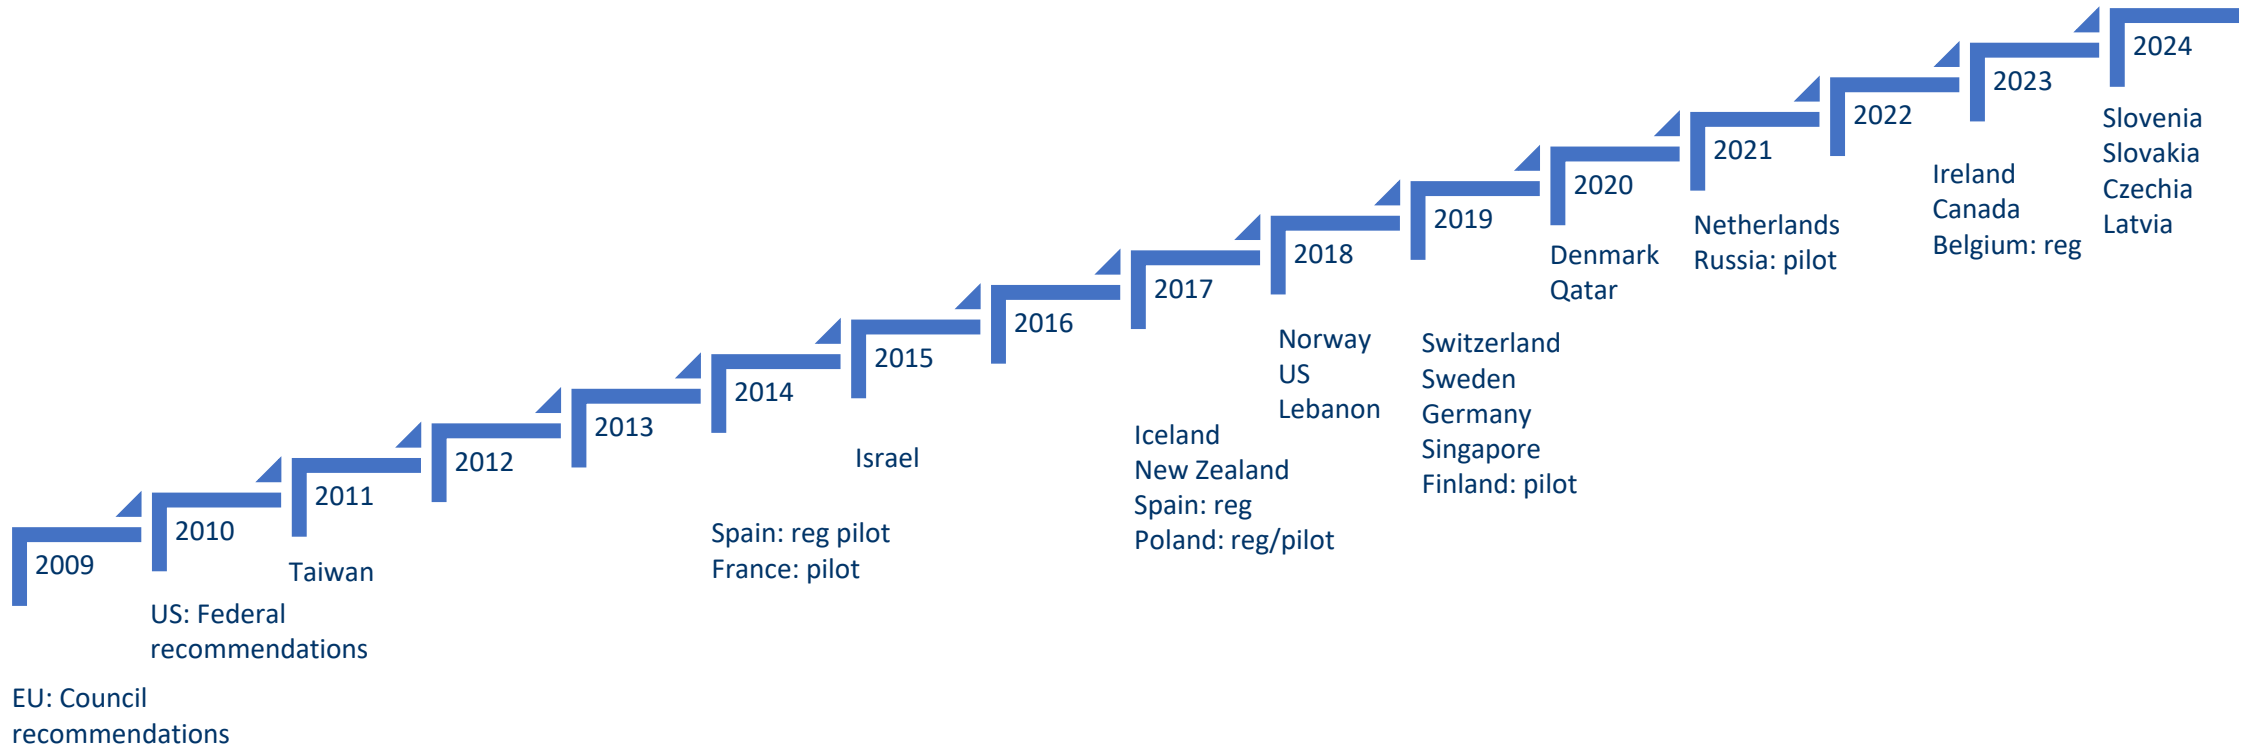 2009
EU: Council
recommendations
2010
US: Federal
recommendations
2011
Taiwan
2012
2013
2014
Spain: reg pilot
France: pilot
2015
Israel
2016
2017
Iceland
New Zealand
Spain: reg
Poland: reg/pilot
2018
Norway
US
Lebanon
2019
Switzerland
Sweden
Germany
Singapore
Finland: pilot
2020
Denmark
Qatar
2021
Netherlands
Russia: pilot
2022
2023
Ireland
Canada
Belgium: reg
2024
Slovenia
Slovakia
Czechia
Latvia